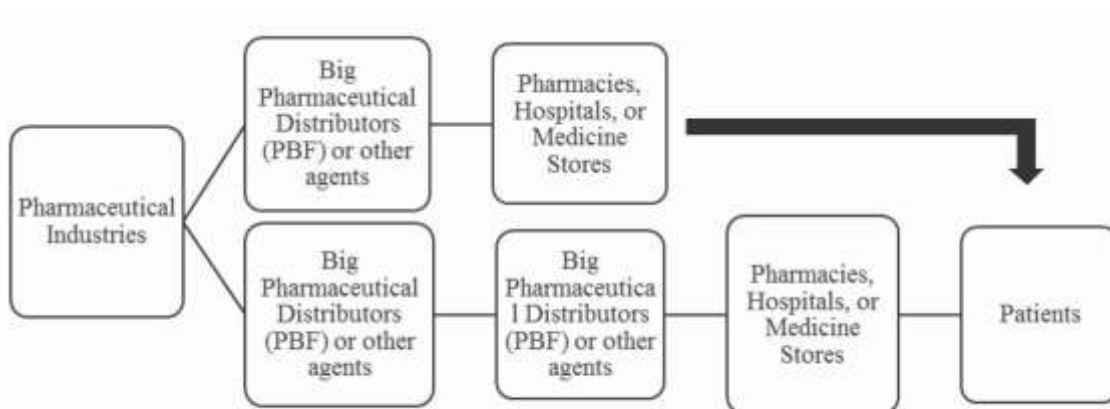 Pharmaceutical
Industries
Big
Pharmaceutical
Distributors
(PBF) or other
agents
Pharmacies,
Hospitals, or
Medicine
Stores
Big
Pharmaceutical
Distributors
(PBF) or other
agents
Big
Pharmaceutica
l Distributors
(PBF) or other
agents
Pharmacies,
Hospitals, or
Medicine
Stores
Patients